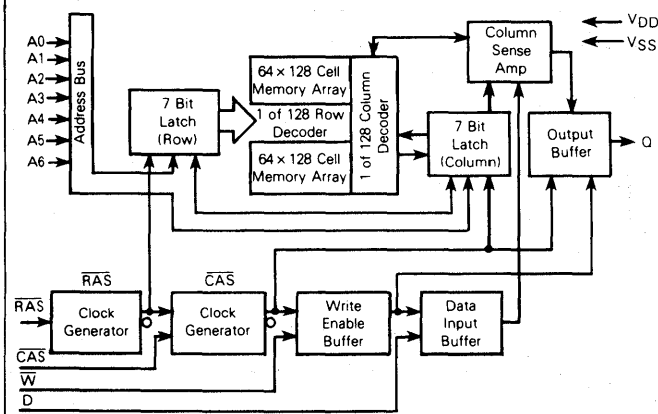 A0
A1
A2
A3
A4
A5
A6
Address Bus
7 Bit
Latch
(Row)
64 × 128 Cell
Memory Array
1 of 128 Row
Decoder
64 × 128 Cell
Memory Array
1 of 128 Column
Decoder
7 Bit
Latch
(Column)
Column
Sense
Amp
VDD
VSS
Output
Buffer
Q
RAS
RAS
Clock
Generator
CAS
CAS
Clock
Generator
Write
Enable
Buffer
Data
Input
Buffer
W
D